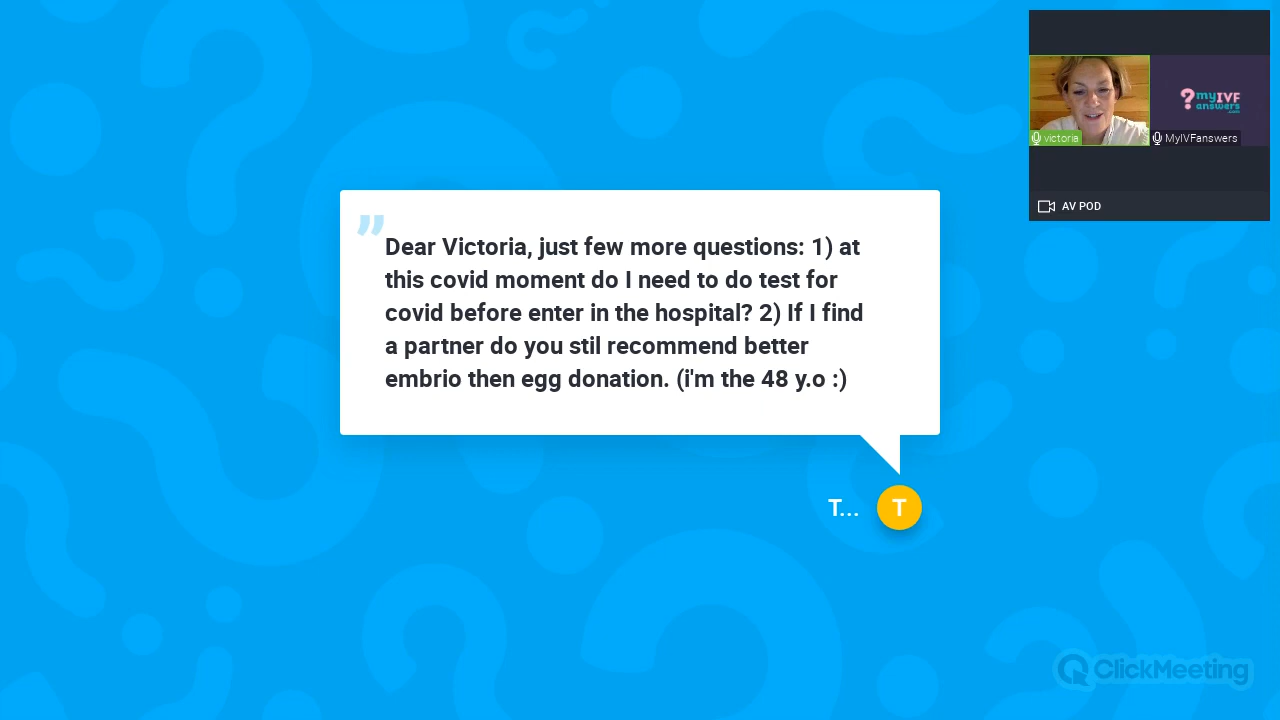 victoria
?myIVF
answers
.com
MyIVFanswers
AV POD
”
Dear Victoria, just few more questions: 1) at
this covid moment do I need to do test for
covid before enter in the hospital? 2) If I find
a partner do you stil recommend better
embrio then egg donation. (i'm the 48 y.o :)
T...
T
ClickMeeting